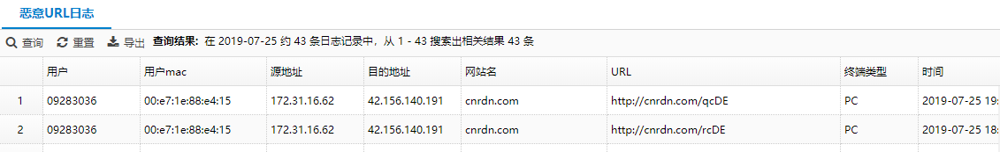 恶意URL日志
查询 重置 导出 查询结果: 在 2019-07-25 约 43 条日志记录中，从 1 - 43 搜索出相关结果 43 条
用户 用户mac 源地址 目的地址 网站名 URL 终端类型 时间
1 09283036 00:e7:1e:88:e4:15 172.31.16.62 42.156.140.191 cnrdn.com http://cnrdn.com/qcDE PC 2019-07-25 19:
2 09283036 00:e7:1e:88:e4:15 172.31.16.62 42.156.140.191 cnrdn.com http://cnrdn.com/rcDE PC 2019-07-25 18: